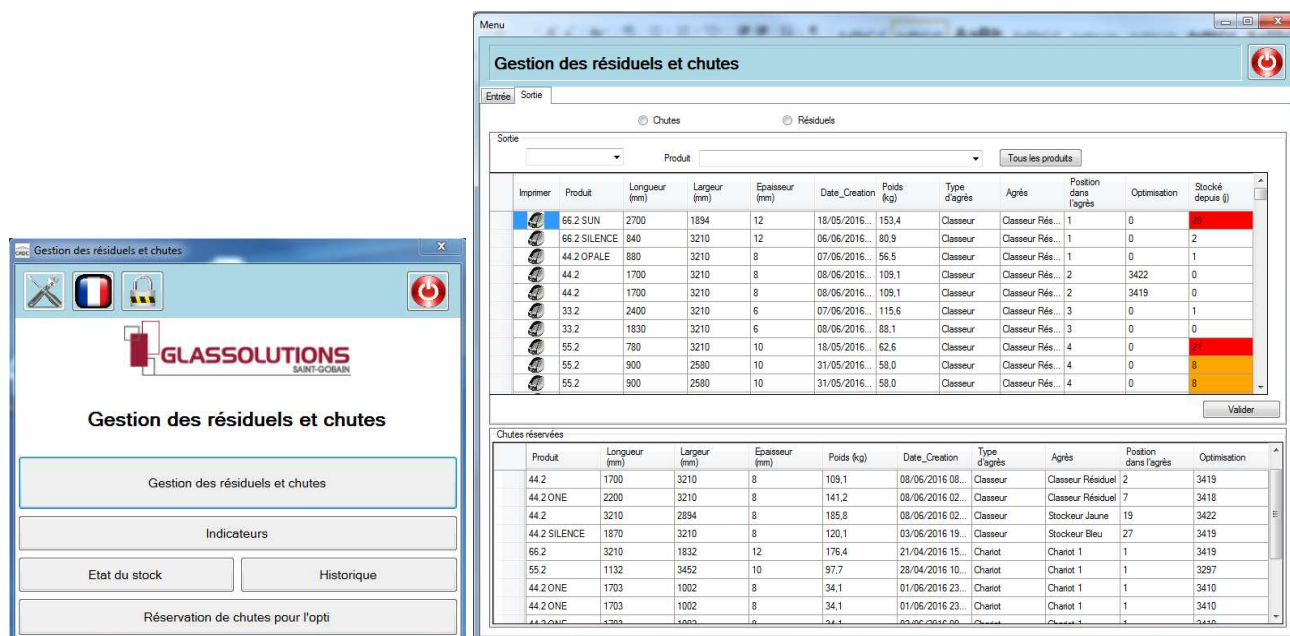 Gestion des résiduels et chutes
GLASSOLUTIONS
SAINT-GOBAIN
Gestion des résiduels et chutes
Gestion des résiduels et chutes
Indicateurs
Etat du stock Historique
Réservation de chutes pour l'opti
Menu
Gestion des résiduels et chutes
Entrée Sortie
Chutes Résiduels
Sortie
Produit Tous les produits
Imprimer Produit Longueur (mm) Largeur (mm) Epaisseur (mm) Date_Creation Poids (kg) Type d'agrès Agrès Position dans l'agrès Optimisation Stocké depuis (j)
66.2 SUN 2700 1894 12 18/05/2016... 153,4 Classeur Classeur Rés... 1 0 20
66.2 SILENCE 840 3210 12 06/06/2016... 80,9 Classeur Classeur Rés... 1 0 2
44.2 OPALE 880 3210 8 07/06/2016... 56,5 Classeur Classeur Rés... 1 0 1
44.2 1700 3210 8 08/06/2016... 109,1 Classeur Classeur Rés... 2 3422 0
44.2 1700 3210 8 08/06/2016... 109,1 Classeur Classeur Rés... 2 3419 0
33.2 2400 3210 6 07/06/2016... 115,6 Classeur Classeur Rés... 3 0 1
33.2 1830 3210 6 08/06/2016... 88,1 Classeur Classeur Rés... 3 0 0
55.2 780 3210 10 18/05/2016... 62,6 Classeur Classeur Rés... 4 0 21
55.2 900 2580 10 31/05/2016... 58,0 Classeur Classeur Rés... 4 0 8
55.2 900 2580 10 31/05/2016... 58,0 Classeur Classeur Rés... 4 0 8
Valider
Chutes réservées
Produit Longueur (mm) Largeur (mm) Epaisseur (mm) Poids (kg) Date_Creation Type d'agrès Agrès Position dans l'agrès Optimisation
44.2 1700 3210 8 109,1 08/06/2016 08... Classeur Classeur Résiduel 2 3419
44.2 ONE 2200 3210 8 141,2 08/06/2016 02... Classeur Classeur Résiduel 7 3418
44.2 3210 2894 8 185,8 08/06/2016 02... Classeur Stockeur Jaune 19 3422
44.2 SILENCE 1870 3210 8 120,1 03/06/2016 19... Classeur Stockeur Bleu 27 3419
66.2 3210 1832 12 176,4 21/04/2016 15... Chariot Chariot 1 1 3419
55.2 1132 3452 10 97,7 28/04/2016 10... Chariot Chariot 1 1 3297
44.2 ONE 1703 1002 8 34,1 01/06/2016 23... Chariot Chariot 1 1 3410
44.2 ONE 1703 1002 8 34,1 01/06/2016 23... Chariot Chariot 1 1 3410